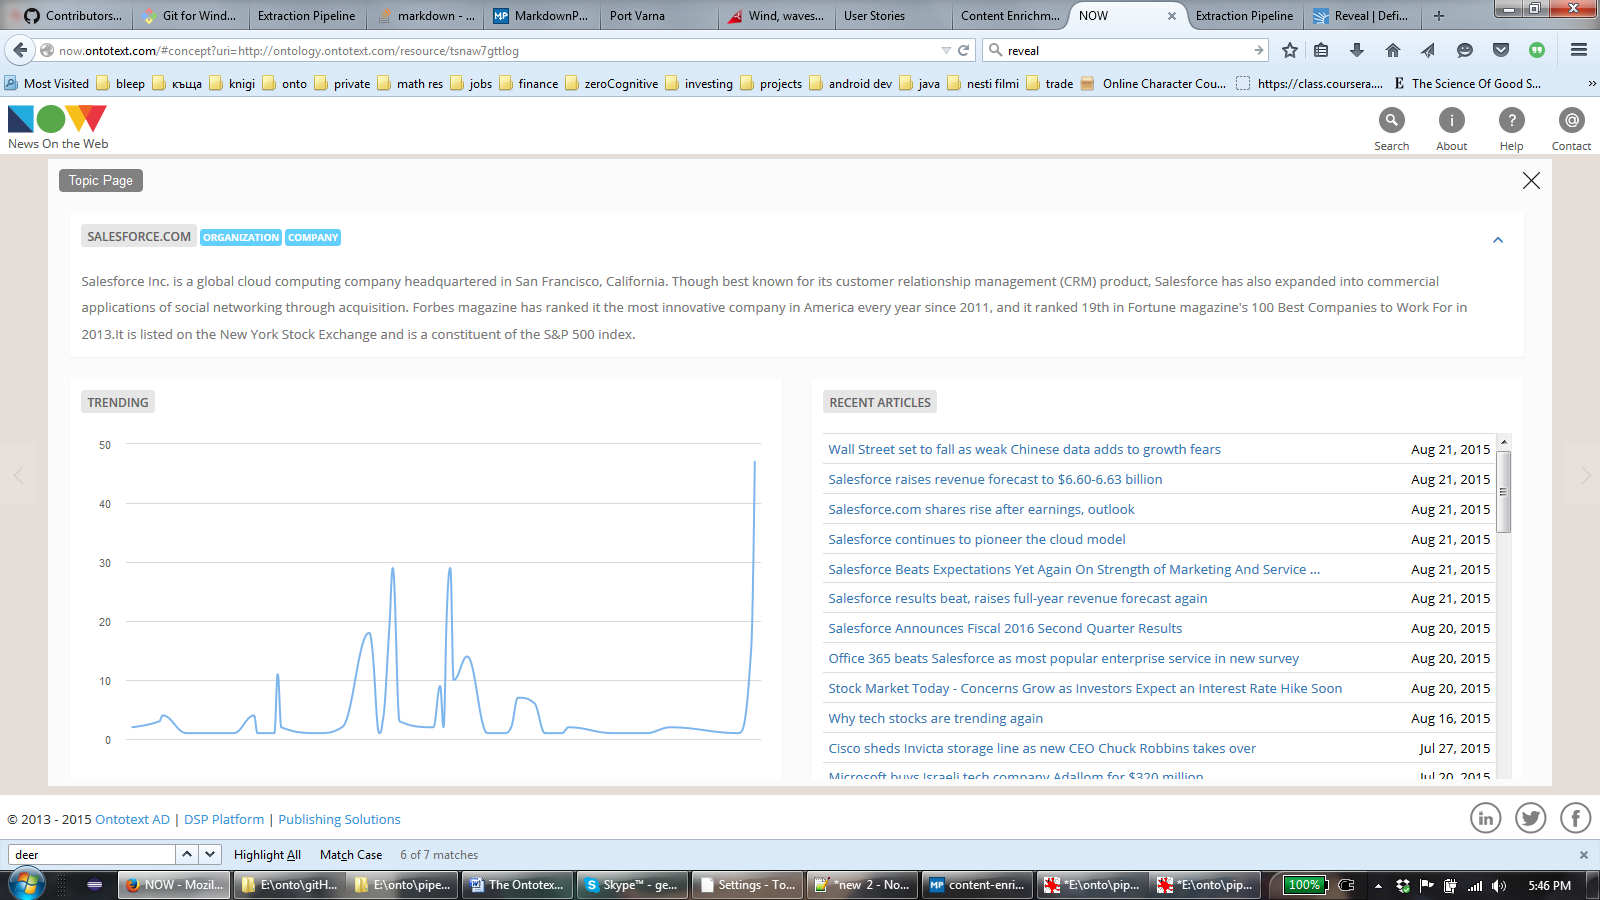 Contributors...
Git for Wind...
Extraction Pipeline
markdown - ...
MarkdownP...
Port Varna
Wind, waves...
User Stories
Content Enrichm...
NOW
Extraction Pipeline
Reveal | Defi...
now.ontotext.com/#concept?uri=http://ontology.ontotext.com/resource/tsnaw7gttlog
reveal
Most Visited
bleep
къща
knigi
onto
private
math res
jobs
finance
zeroCognitive
investing
projects
android dev
java
nesti filmi
trade
Online Character Cou...
https://class.coursera....
E The Science Of Good S...
News On the Web
Search
About
Help
Contact
Topic Page
SALESFORCE.COM ORGANIZATION COMPANY
Salesforce Inc. is a global cloud computing company headquartered in San Francisco, California. Though best known for its customer relationship management (CRM) product, Salesforce has also expanded into commercial
applications of social networking through acquisition. Forbes magazine has ranked it the most innovative company in America every year since 2011, and it ranked 19th in Fortune magazine's 100 Best Companies to Work For in
2013.It is listed on the New York Stock Exchange and is a constituent of the S&P 500 index.
TRENDING
50
40
30
20
10
0
RECENT ARTICLES
Wall Street set to fall as weak Chinese data adds to growth fears Aug 21, 2015
Salesforce raises revenue forecast to $6.60-6.63 billion Aug 21, 2015
Salesforce.com shares rise after earnings, outlook Aug 21, 2015
Salesforce continues to pioneer the cloud model Aug 21, 2015
Salesforce Beats Expectations Yet Again On Strength of Marketing And Service ... Aug 21, 2015
Salesforce results beat, raises full-year revenue forecast again Aug 21, 2015
Salesforce Announces Fiscal 2016 Second Quarter Results Aug 20, 2015
Office 365 beats Salesforce as most popular enterprise service in new survey Aug 20, 2015
Stock Market Today - Concerns Grow as Investors Expect an Interest Rate Hike Soon Aug 20, 2015
Why tech stocks are trending again Aug 16, 2015
Cisco sheds Invicta storage line as new CEO Chuck Robbins takes over Jul 27, 2015
Microsoft buys Israeli tech company Adallom for $320 million Jul 20, 2015
© 2013 - 2015 Ontotext AD | DSP Platform | Publishing Solutions
deer
Highlight All
Match Case
6 of 7 matches
NOW - Mozil...
E:\onto\gitH...
E:\onto\pipe...
The Ontotex...
Skype™ - ge...
Settings - To...
*new 2 - No...
content-enri...
*E:\onto\pip...
*E:\onto\pip...
100%
5:46 PM